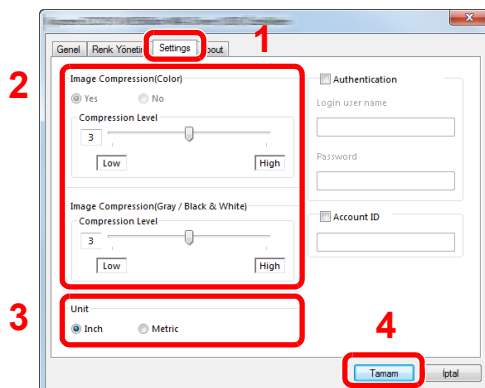 1
Genel Renk Yönetir Settings out
2
Image Compression(Color)
Yes No
Compression Level
3
Low High
Image Compression(Gray / Black & White)
Compression Level
3
Low High
3
Unit
Inch Metric
Authentication
Login user name
Password
Account ID
4
Tamam İptal